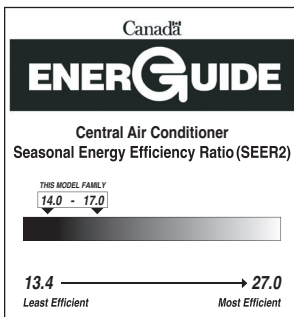 Canada
ENERGUIDE
Central Air Conditioner
Seasonal Energy Efficiency Ratio (SEER2)
THIS MODEL FAMILY
14.0 - 17.0
13.4 27.0
Least Efficient Most Efficient